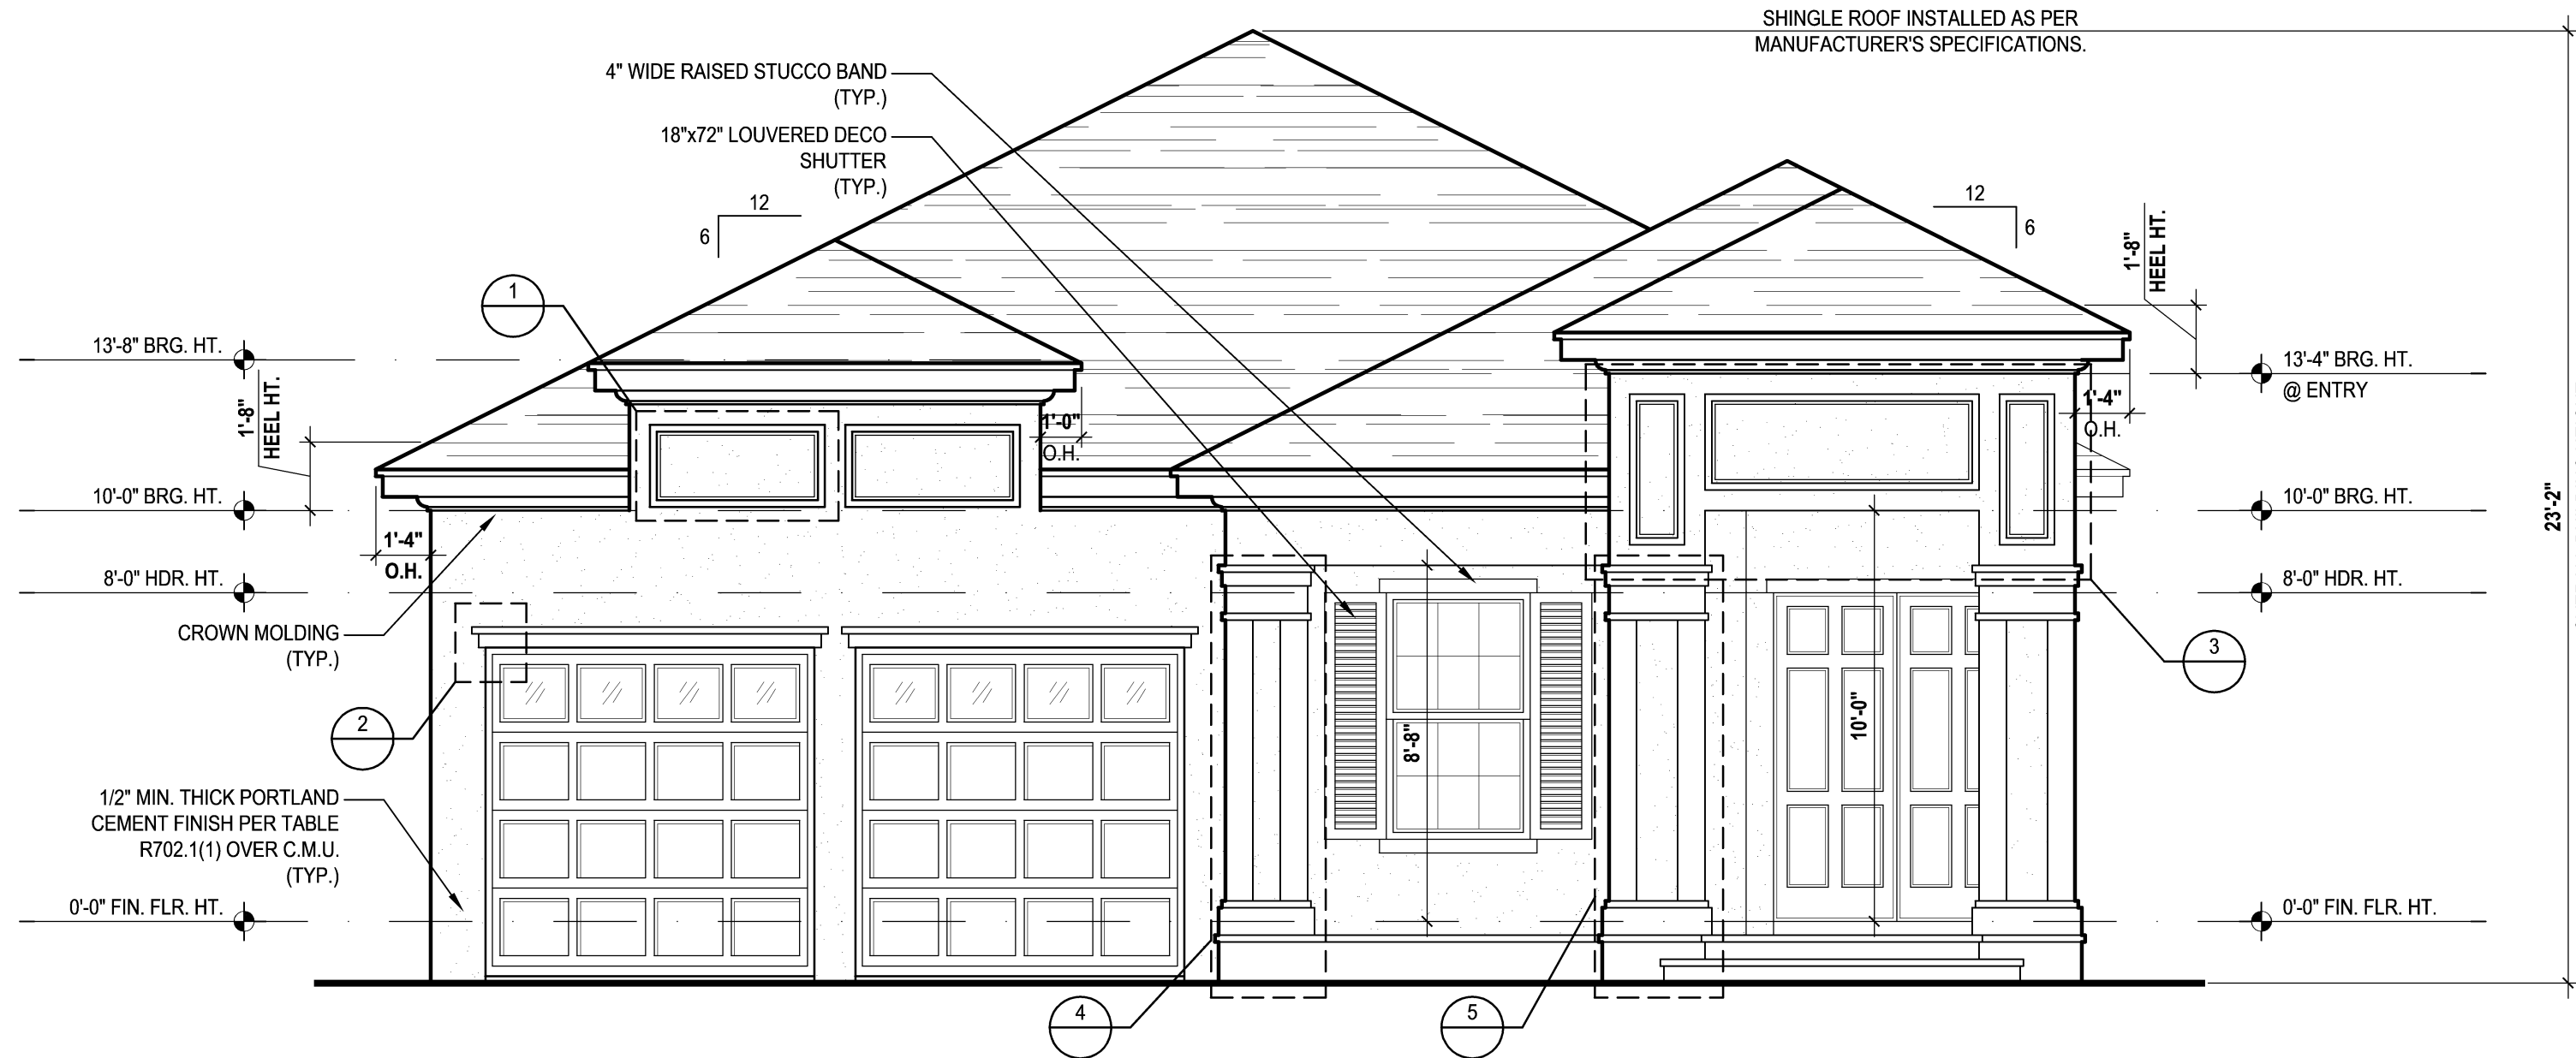 SHINGLE ROOF INSTALLED AS PER
MANUFACTURER'S SPECIFICATIONS.
4" WIDE RAISED STUCCO BAND
(TYP.)
18"x72" LOUVERED DECO
SHUTTER
(TYP.)
12
6
12
6
1'-8"
HEEL HT.
1
13'-8" BRG. HT.
13'-4" BRG. HT.
@ ENTRY
1'-8"
HEEL HT.
1'-0"
O.H.
1'-4"
O.H.
10'-0" BRG. HT.
10'-0" BRG. HT.
23'-2"
1'-4"
O.H.
8'-0" HDR. HT.
8'-0" HDR. HT.
CROWN MOLDING
(TYP.)
3
2
8'-8"
10'-0"
1/2" MIN. THICK PORTLAND
CEMENT FINISH PER TABLE
R702.1(1) OVER C.M.U.
(TYP.)
0'-0" FIN. FLR. HT.
0'-0" FIN. FLR. HT.
4
5